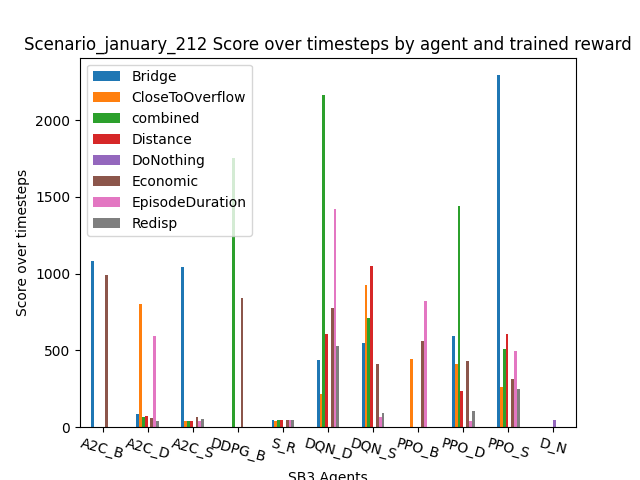 Scenario_january_212 Score over timesteps by agent and trained reward
Bridge
CloseToOverflow
combined
Distance
DoNothing
Economic
EpisodeDuration
Redisp
Score over timesteps
2000
1500
1000
500
0
A2C_B
A2C_D
A2C_S
DDPG_B
S_R
DQN_D
DQN_S
PPO_B
PPO_D
PPO_S
D_N
SB3 Agents